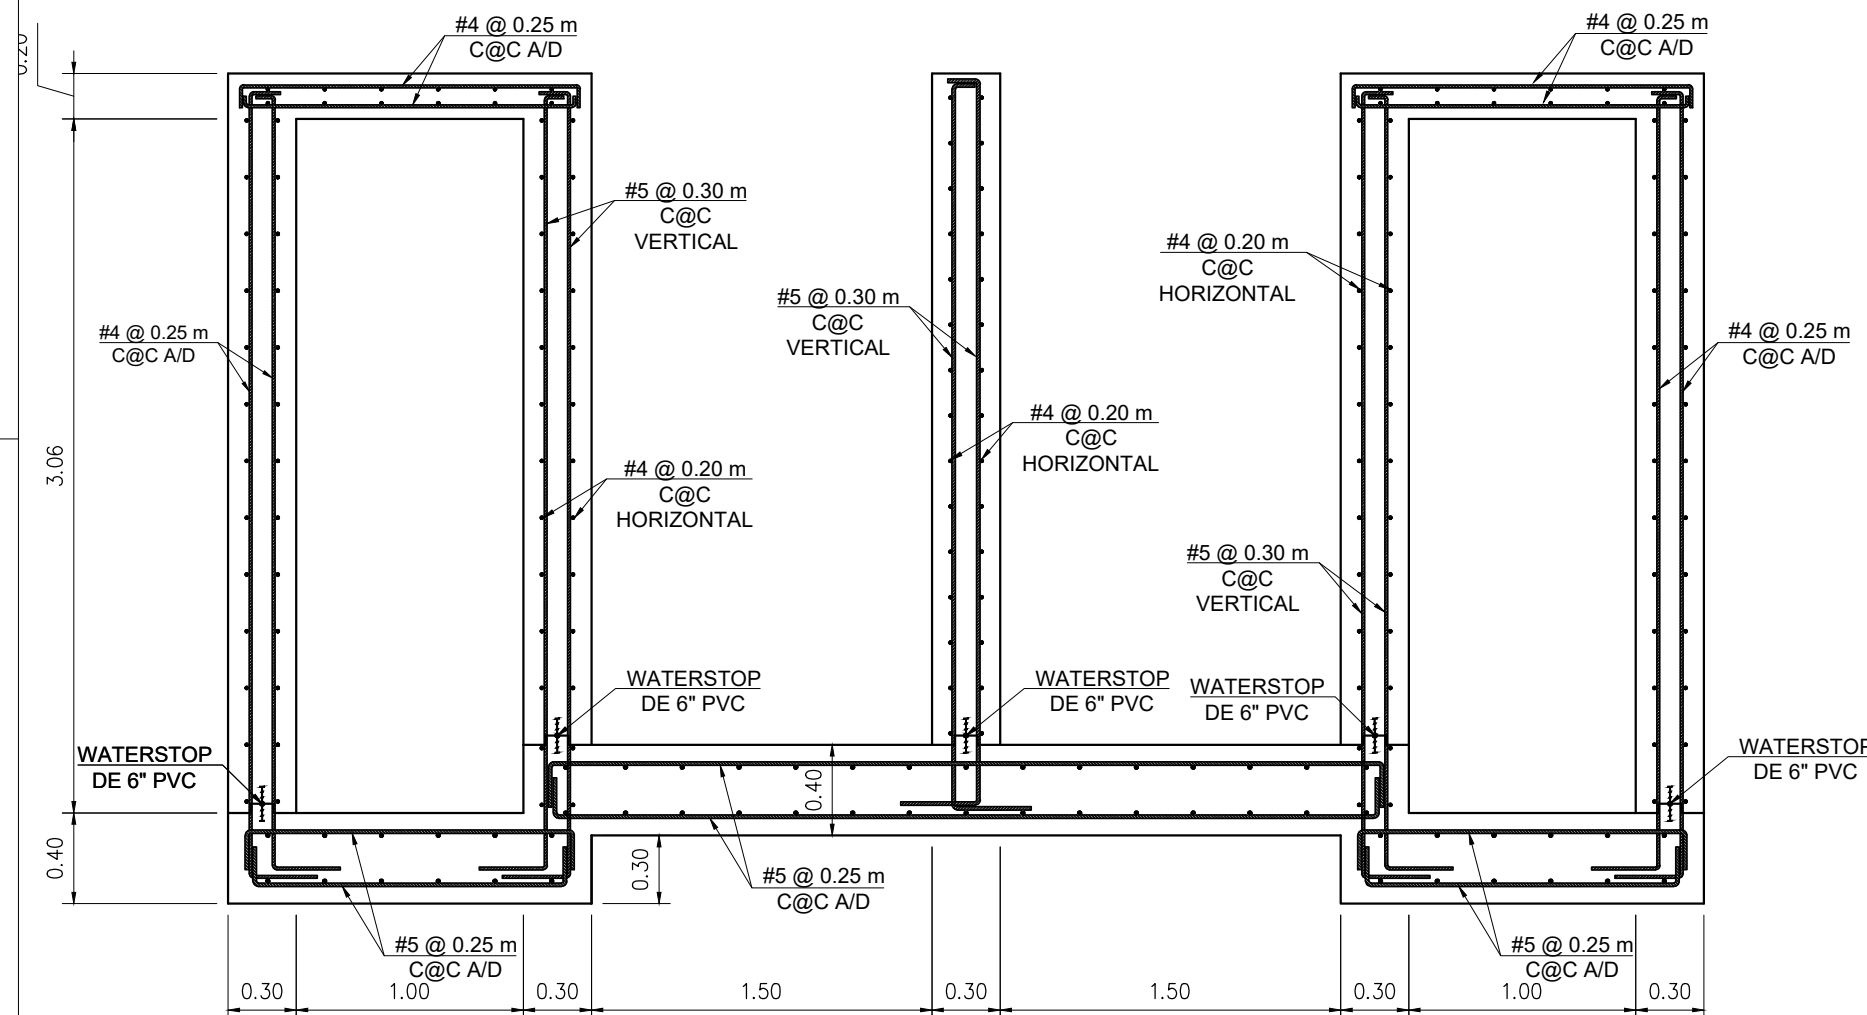 #4 @ 0.25 m
C@C A/D
#4 @ 0.25 m
C@C A/D
0.20
#5 @ 0.30 m
C@C
VERTICAL
#4 @ 0.20 m
C@C
HORIZONTAL
#5 @ 0.30 m
C@C
VERTICAL
#4 @ 0.25 m
C@C A/D
#4 @ 0.25 m
C@C A/D
3.06
#4 @ 0.20 m
C@C
HORIZONTAL
#4 @ 0.20 m
C@C
HORIZONTAL
#5 @ 0.30 m
C@C
VERTICAL
WATERSTOP
DE 6" PVC
WATERSTOP
DE 6" PVC
WATERSTOP
DE 6" PVC
WATERSTOP
DE 6" PVC
WATERSTOP
DE 6" PVC
0.40
0.40
0.30
#5 @ 0.25 m
C@C A/D
#5 @ 0.25 m
C@C A/D
#5 @ 0.25 m
C@C A/D
0.30 1.00 0.30 1.50 0.30 1.50 0.30 1.00 0.30